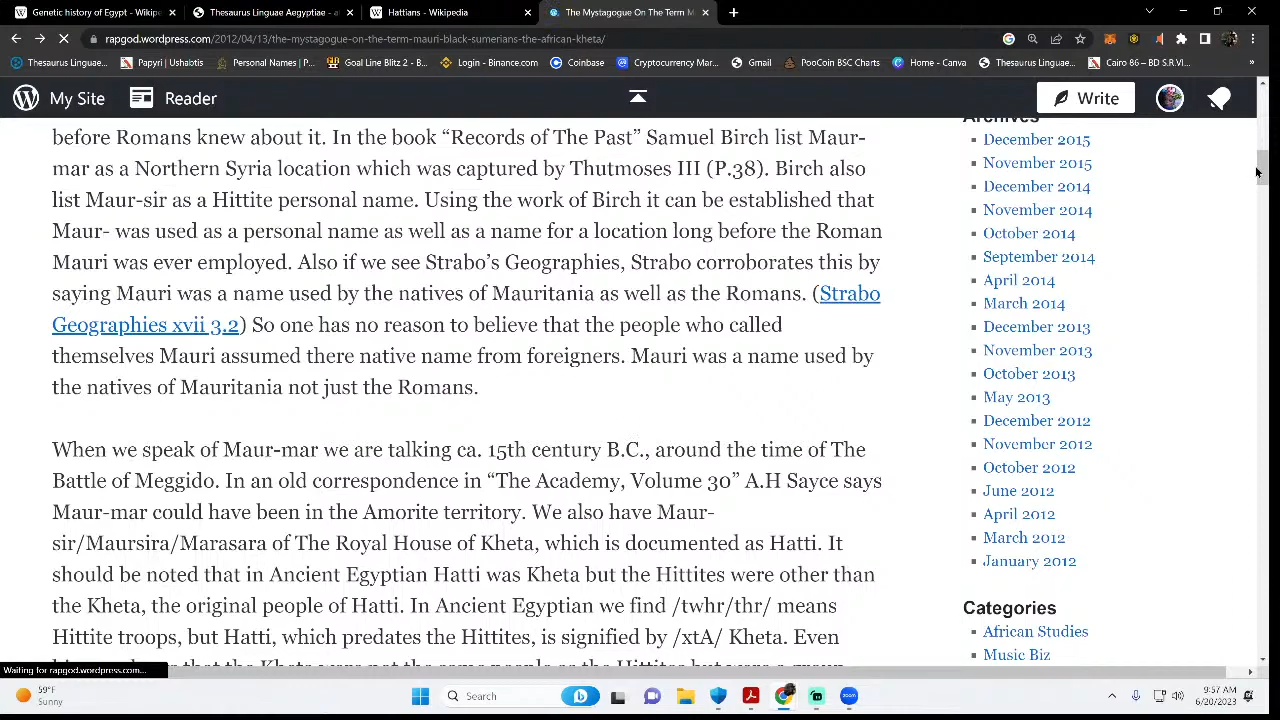 Genetic history of Egypt - Wikip
Thesaurus Linguae Aegyptiae - a
Hattians - Wikipedia
The Mystagogue On The Term M
rapgod.wordpress.com/2012/04/13/the-mystagogue-on-the-term-mauri-black-sumerians-the-african-kheta/
Thesaurus Linguae...
Papyri | Ushabtis
Personal Names | P...
Goal Line Blitz 2 - B...
Login - Binance.com
Coinbase
Cryptocurrency Mar...
Gmail
PooCoin BSC Charts
Home - Canva
Thesaurus Linguae...
Cairo 86 – BD S.R.VI...
»
My Site
Reader
Write
before Romans knew about it. In the book “Records of The Past” Samuel Birch list Maur-
mar as a Northern Syria location which was captured by Thutmoses III (P.38). Birch also
list Maur-sir as a Hittite personal name. Using the work of Birch it can be established that
Maur- was used as a personal name as well as a name for a location long before the Roman
Mauri was ever employed. Also if we see Strabo’s Geographies, Strabo corroborates this by
saying Mauri was a name used by the natives of Mauritania as well as the Romans. (Strabo
Geographies xvii 3.2) So one has no reason to believe that the people who called
themselves Mauri assumed there native name from foreigners. Mauri was a name used by
the natives of Mauritania not just the Romans.
When we speak of Maur-mar we are talking ca. 15th century B.C., around the time of The
Battle of Meggido. In an old correspondence in “The Academy, Volume 30” A.H Sayce says
Maur-mar could have been in the Amorite territory. We also have Maur-
sir/Maursira/Marasara of The Royal House of Kheta, which is documented as Hatti. It
should be noted that in Ancient Egyptian Hatti was Kheta but the Hittites were other than
the Kheta, the original people of Hatti. In Ancient Egyptian we find /twhr/thr/ means
Hittite troops, but Hatti, which predates the Hittites, is signified by /xtA/ Kheta. Even
Archives
December 2015
November 2015
December 2014
November 2014
October 2014
September 2014
April 2014
March 2014
December 2013
November 2013
October 2013
May 2013
December 2012
November 2012
October 2012
June 2012
April 2012
March 2012
January 2012
Categories
African Studies
Music Biz
Waiting for rapgod.wordpress.com...
59°F
Sunny
Search
zoom
9:57 AM
6/20/2023